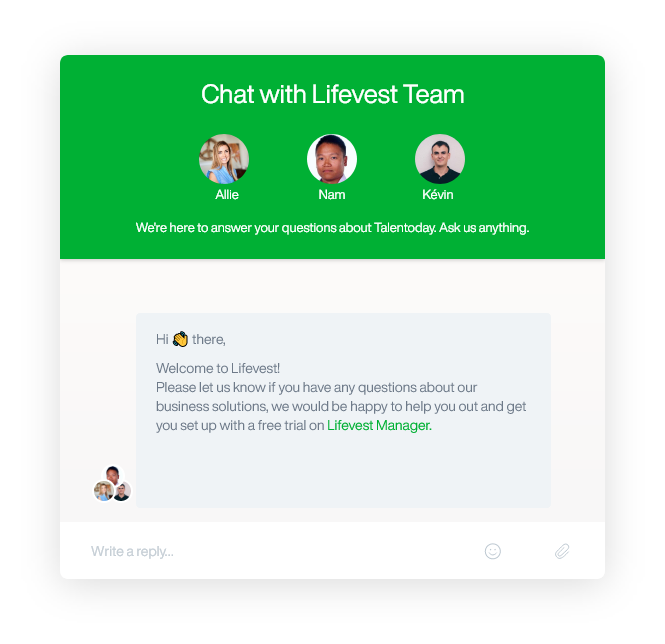 Chat with Lifevest Team
Allie Nam Kévin
We're here to answer your questions about Talentoday. Ask us anything.
Hi 👏 there,
Welcome to Lifevest!
Please let us know if you have any questions about our
business solutions, we would be happy to help you out and get
you set up with a free trial on Lifevest Manager.
Write a reply...